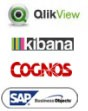 QlikView
kibana
COGNOS
SAP BusinessObjects